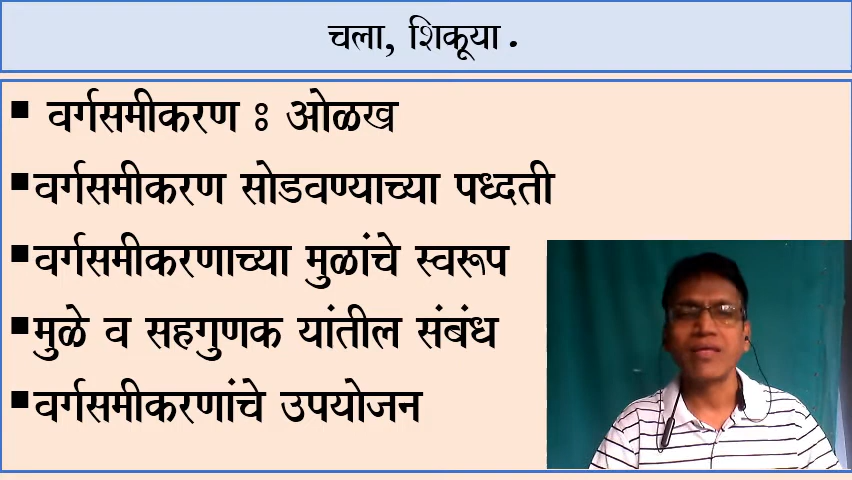 चला, शिकूया .
▪ वर्गसमीकरण : ओळख
▪वर्गसमीकरण सोडवण्याच्या पध्दती
▪वर्गसमीकरणाच्या मुळांचे स्वरूप
▪मुळे व सहगुणक यांतील संबंध
▪वर्गसमीकरणांचे उपयोजन